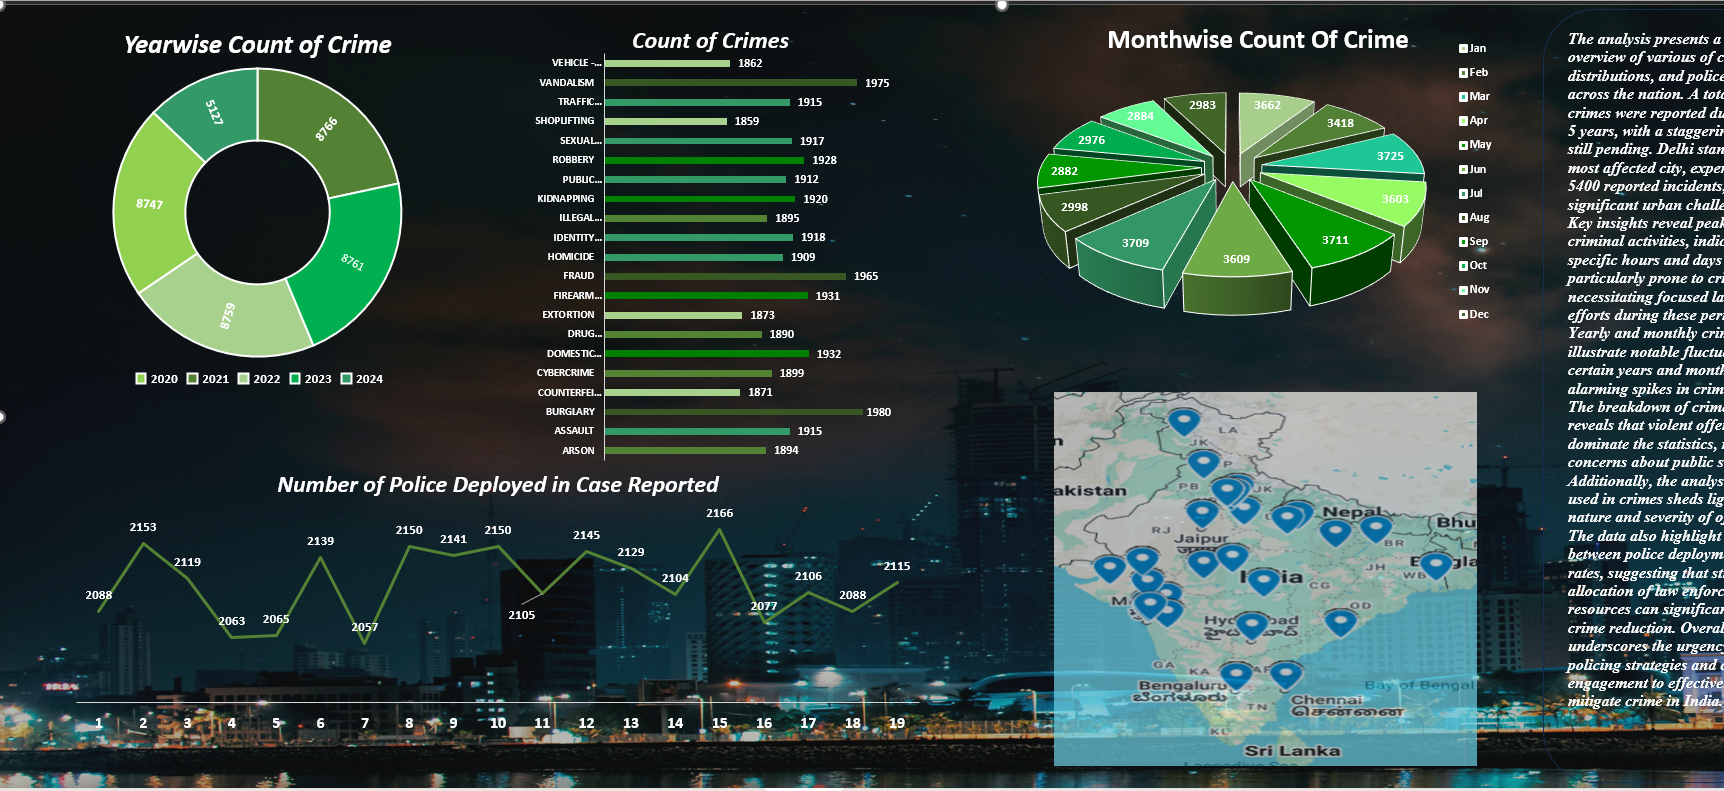 Yearwise Count of Crime
8766
8761
8759
8747
5127
2020 2021 2022 2023 2024
Count of Crimes
VEHICLE -... 1862
VANDALISM 1975
TRAFFIC... 1915
SHOPLIFTING 1859
SEXUAL... 1917
ROBBERY 1928
PUBLIC... 1912
KIDNAPPING 1920
ILLEGAL... 1895
IDENTITY... 1918
HOMICIDE 1909
FRAUD 1965
FIREARM... 1931
EXTORTION 1873
DRUG... 1890
DOMESTIC... 1932
CYBERCRIME 1899
COUNTERFEI... 1871
BURGLARY 1980
ASSAULT 1915
ARSON 1894
Monthwise Count Of Crime
3662
3418
3725
3603
3711
3609
3709
2998
2882
2976
2884
2983
Jan
Feb
Mar
Apr
May
Jun
Jul
Aug
Sep
Oct
Nov
Dec
Number of Police Deployed in Case Reported
2088 2153 2119 2063 2065 2139 2057 2150 2141 2150 2105 2145 2129 2104 2166 2077 2106 2088 2115
1 2 3 4 5 6 7 8 9 10 11 12 13 14 15 16 17 18 19
LA
JK
PB
akistan
Nepal
Bhu
RJ
Jaipur
BR
JH
WB
CG
OD
GA
KA
Bengaluru
ಬೆಂಗಳೂರು
Chennai
சென்னை
Bay of Bengal
TN
KL
Sri Lanka
Laccadive Sea
The analysis presents a
overview of various of c
distributions, and police
across the nation. A tota
crimes were reported du
5 years, with a staggerin
still pending. Delhi stan
most affected city, exper
5400 reported incidents,
significant urban challe
Key insights reveal peak
criminal activities, indic
specific hours and days
particularly prone to cri
necessitating focused la
efforts during these peri
Yearly and monthly crim
illustrate notable fluctua
certain years and month
alarming spikes in crim
The breakdown of crime
reveals that violent offe
dominate the statistics, r
concerns about public s
Additionally, the analys
used in crimes sheds lig
nature and severity of o
The data also highlight
between police deploym
rates, suggesting that st
allocation of law enforc
resources can significan
crime reduction. Overal
underscores the urgency
policing strategies and c
engagement to effective
mitigate crime in India.